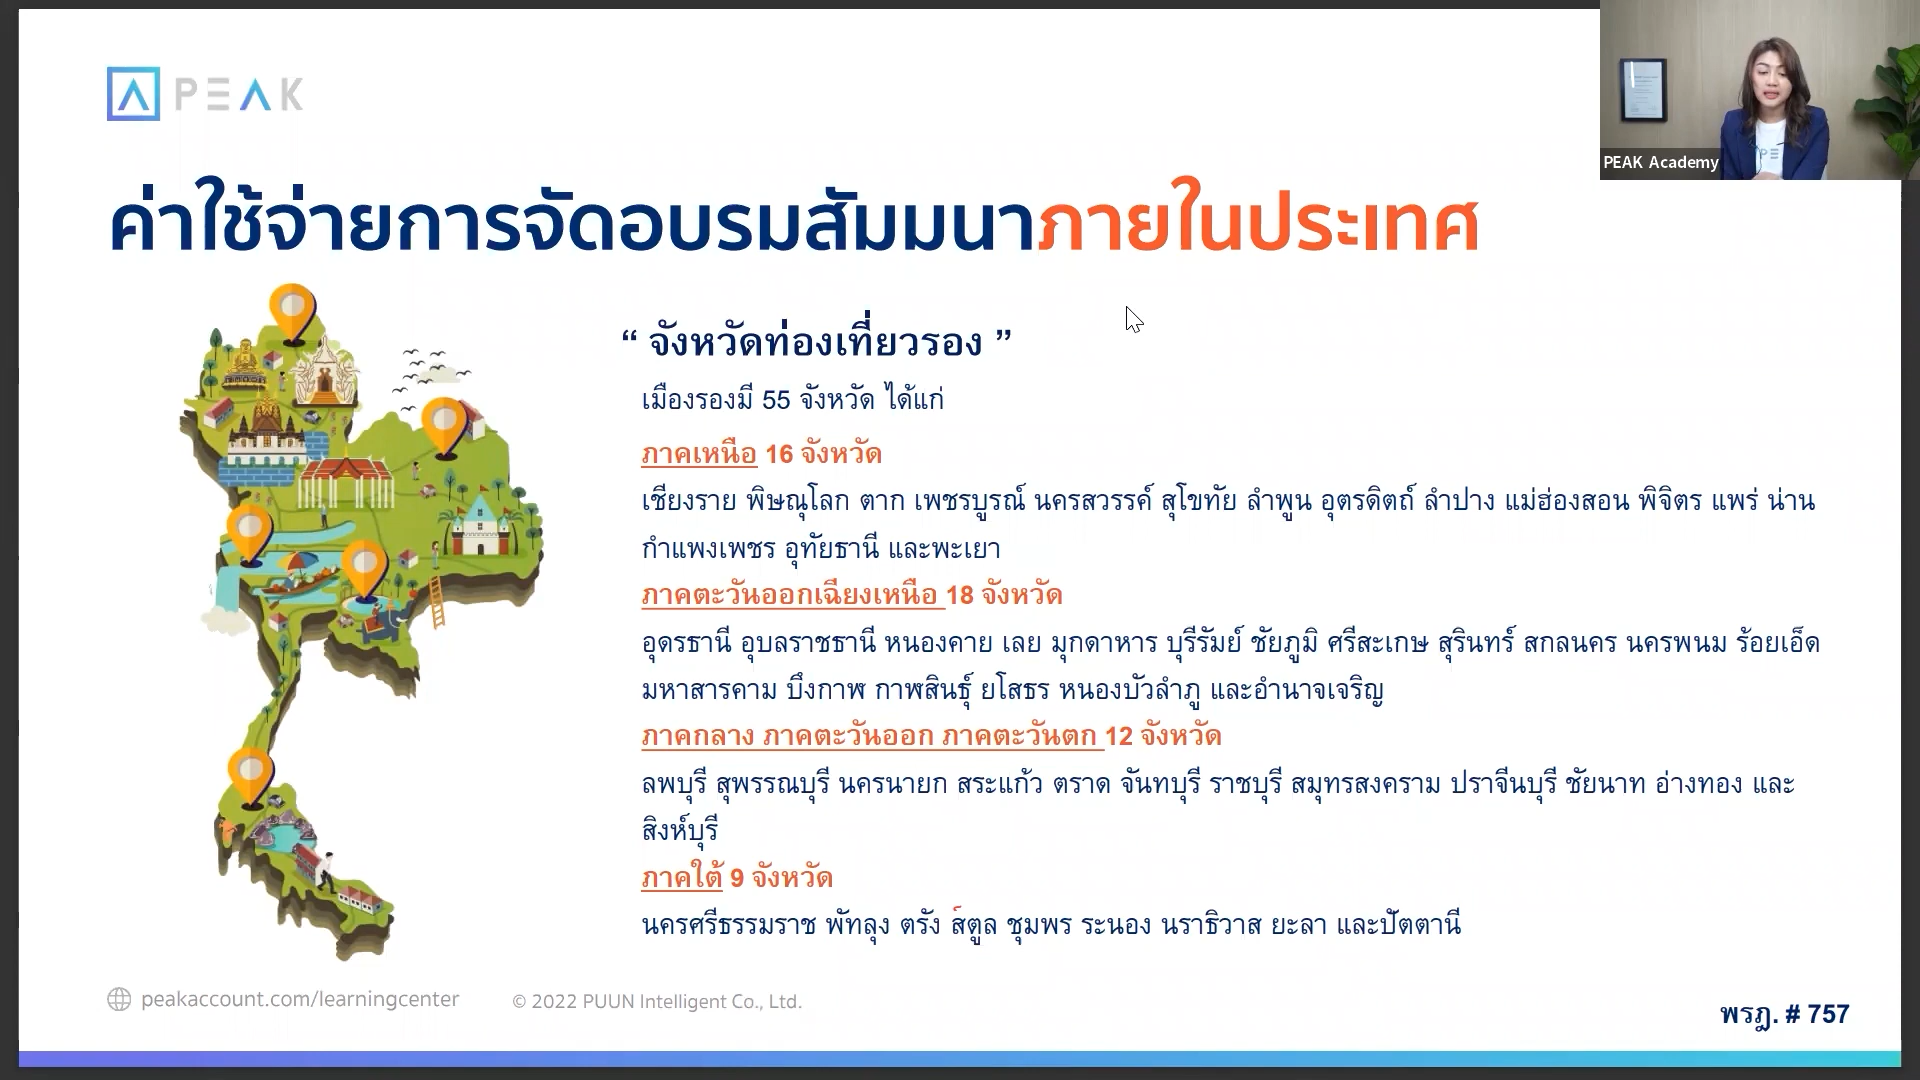 PEAK
PEAK Academy
ค่าใช้จ่ายการจัดอบรมสัมมนาภายในประเทศ
“ จังหวัดท่องเที่ยวรอง ”
เมืองรองมี 55 จังหวัด ได้แก่
ภาคเหนือ 16 จังหวัด
เชียงราย พิษณุโลก ตาก เพชรบูรณ์ นครสวรรค์ สุโขทัย ลำพูน อุตรดิตถ์ ลำปาง แม่ฮ่องสอน พิจิตร แพร่ น่าน
กำแพงเพชร อุทัยธานี และพะเยา
ภาคตะวันออกเฉียงเหนือ 18 จังหวัด
อุดรธานี อุบลราชธานี หนองคาย เลย มุกดาหาร บุรีรัมย์ ชัยภูมิ ศรีสะเกษ สุรินทร์ สกลนคร นครพนม ร้อยเอ็ด
มหาสารคาม บึงกาฬ กาฬสินธุ์ ยโสธร หนองบัวลำภู และอำนาจเจริญ
ภาคกลาง ภาคตะวันออก ภาคตะวันตก 12 จังหวัด
ลพบุรี สุพรรณบุรี นครนายก สระแก้ว ตราด จันทบุรี ราชบุรี สมุทรสงคราม ปราจีนบุรี ชัยนาท อ่างทอง และ
สิงห์บุรี
ภาคใต้ 9 จังหวัด
นครศรีธรรมราช พัทลุง ตรัง สตูล ชุมพร ระนอง นราธิวาส ยะลา และปัตตานี
peakaccount.com/learningcenter
© 2022 PUUN Intelligent Co., Ltd.
พรฎ. # 757